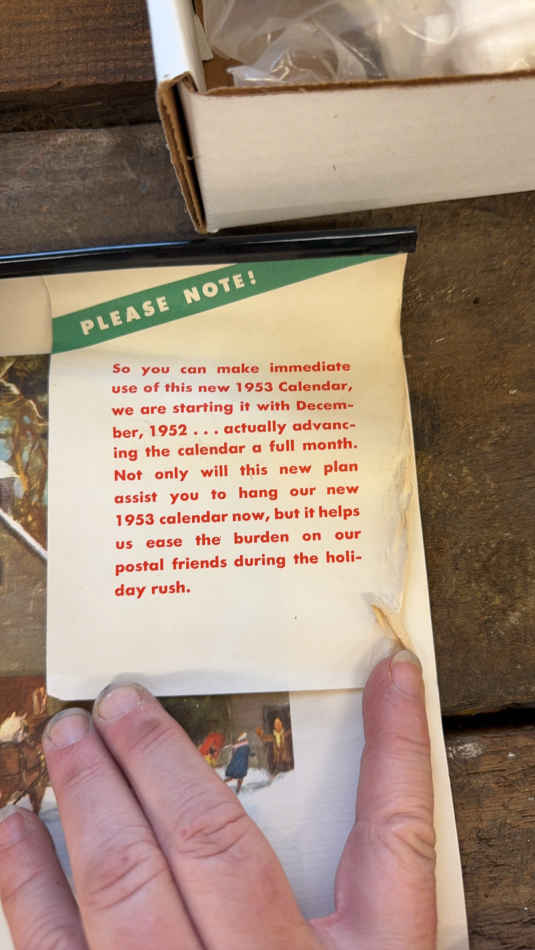 PLEASE NOTE!
So you can make immediate
use of this new 1953 Calendar,
we are starting it with Decem-
ber, 1952 . . . actually advanc-
ing the calendar a full month.
Not only will this new plan
assist you to hang our new
1953 calendar now, but it helps
us ease the burden on our
postal friends during the holi-
day rush.